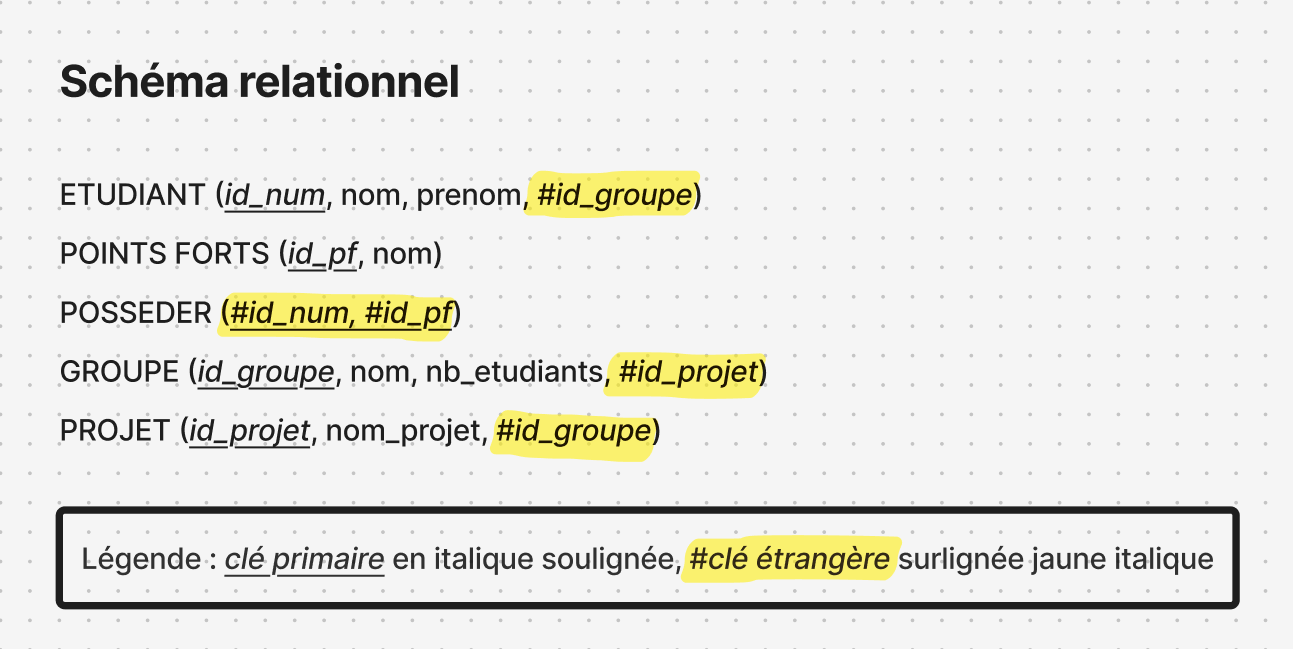 Schéma relationnel
ETUDIANT (id_num, nom, prenom, #id_groupe)
POINTS FORTS (id_pf, nom)
POSSEDER (#id_num, #id_pf)
GROUPE (id_groupe, nom, nb_etudiants, #id_projet)
PROJET (id_projet, nom_projet, #id_groupe)
Légende : clé primaire en italique soulignée, #clé étrangère surlignée jaune italique